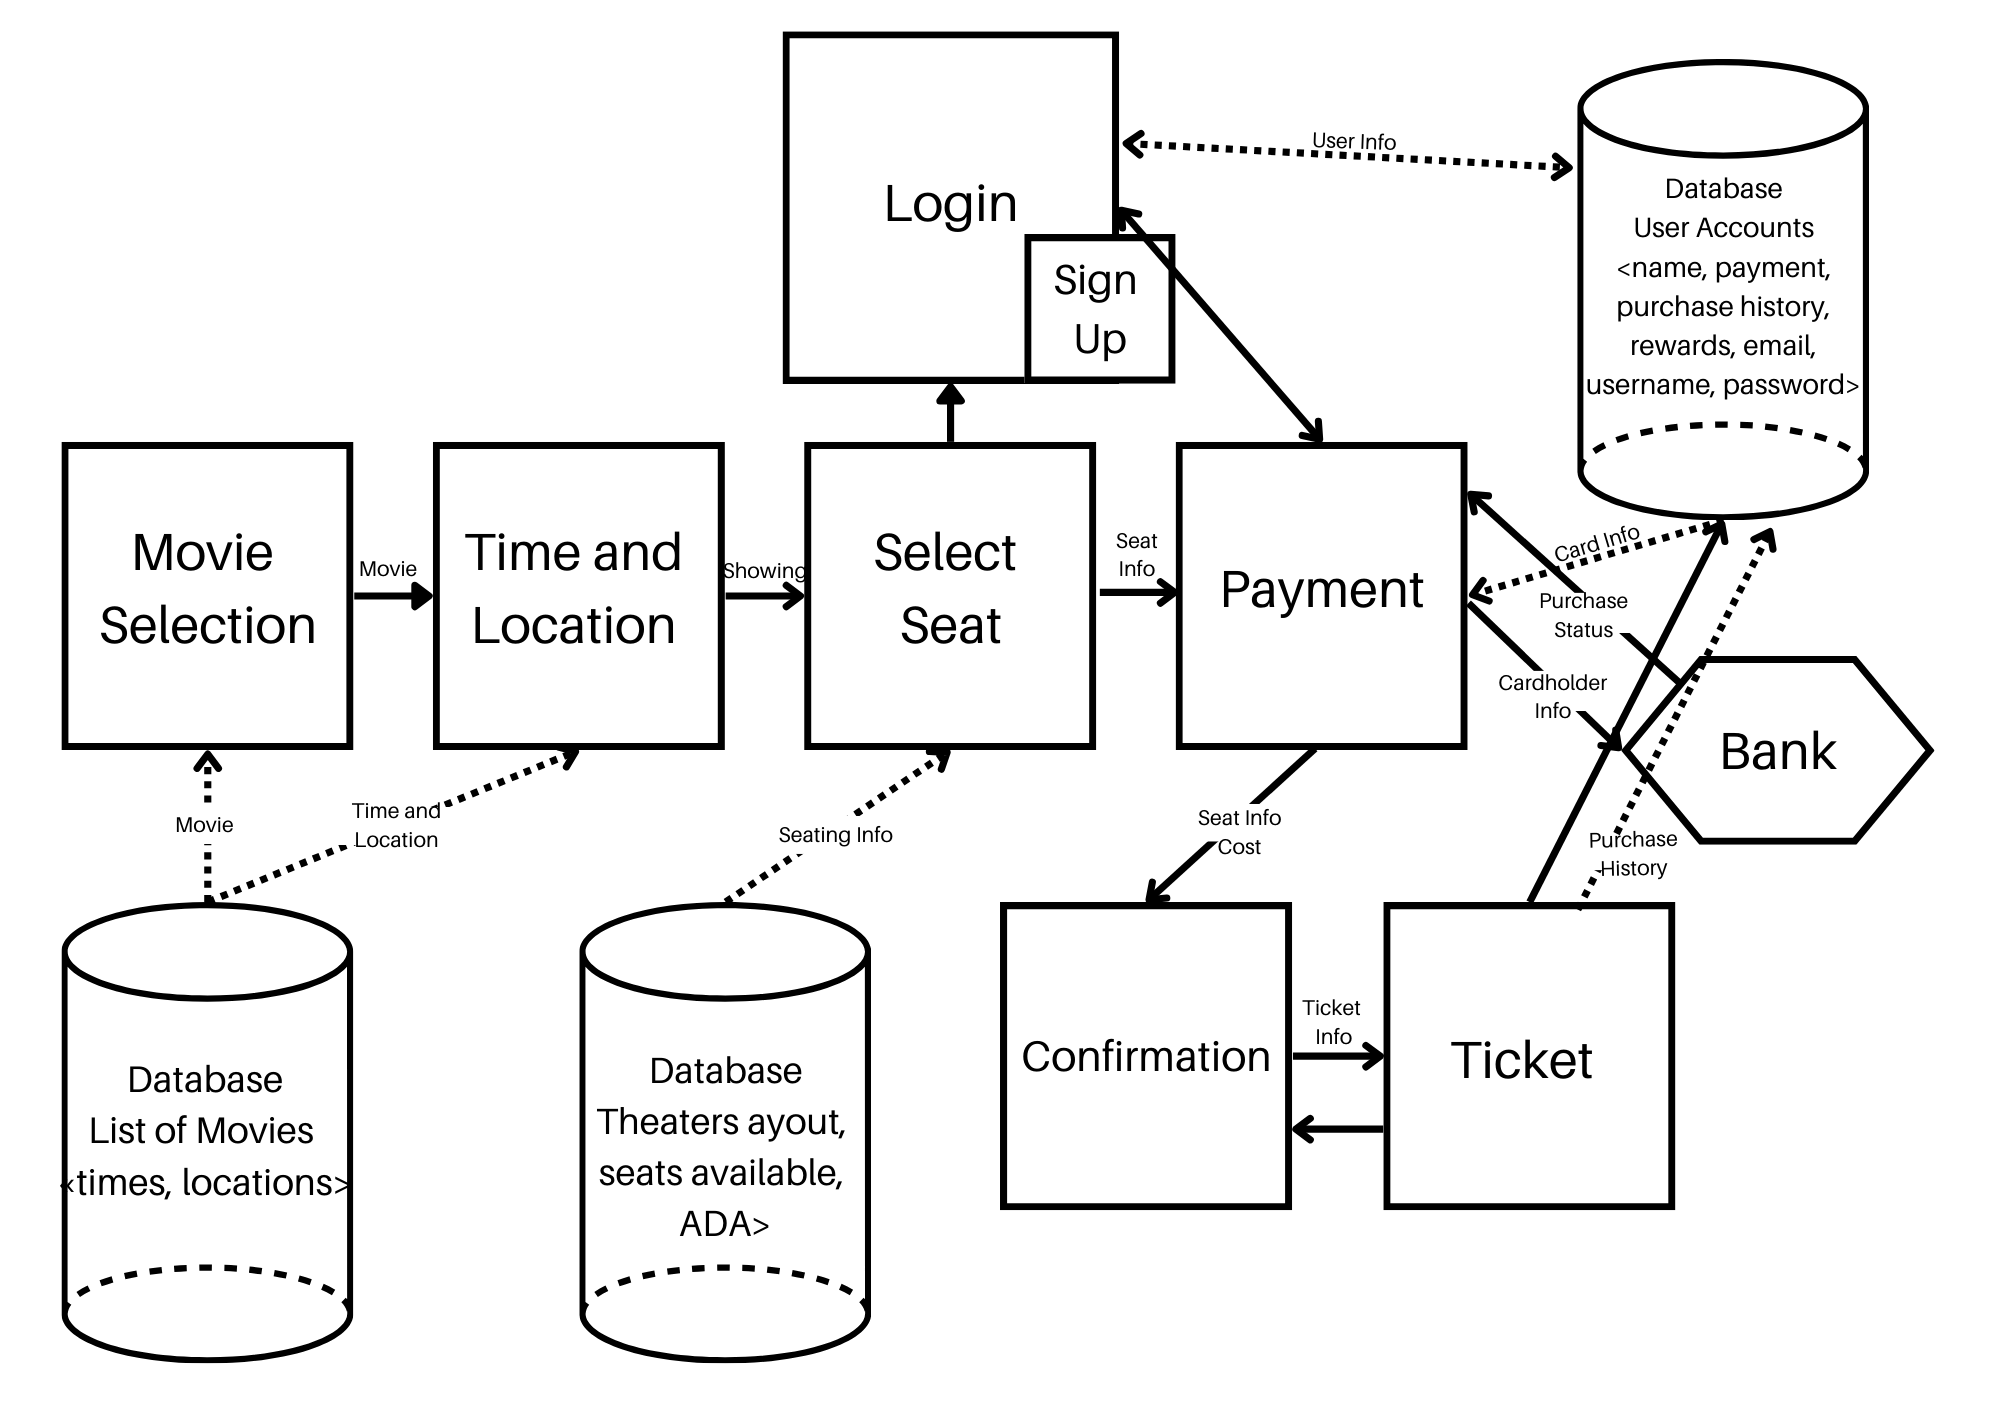 Login
Sign
Up
User Info
Database
User Accounts
<name, payment,
purchase history,
rewards, email,
username, password>
Movie
Selection
Movie
Time and
Location
Showing
Select
Seat
Seat
Info
Payment
Card Info
Purchase
Status
Cardholder
Info
Bank
Movie
Time and
Location
Seating Info
Seat Info
Cost
Purchase
History
Database
List of Movies
<times, locations>
Database
Theaters ayout,
seats available,
ADA>
Confirmation
Ticket
Info
Ticket